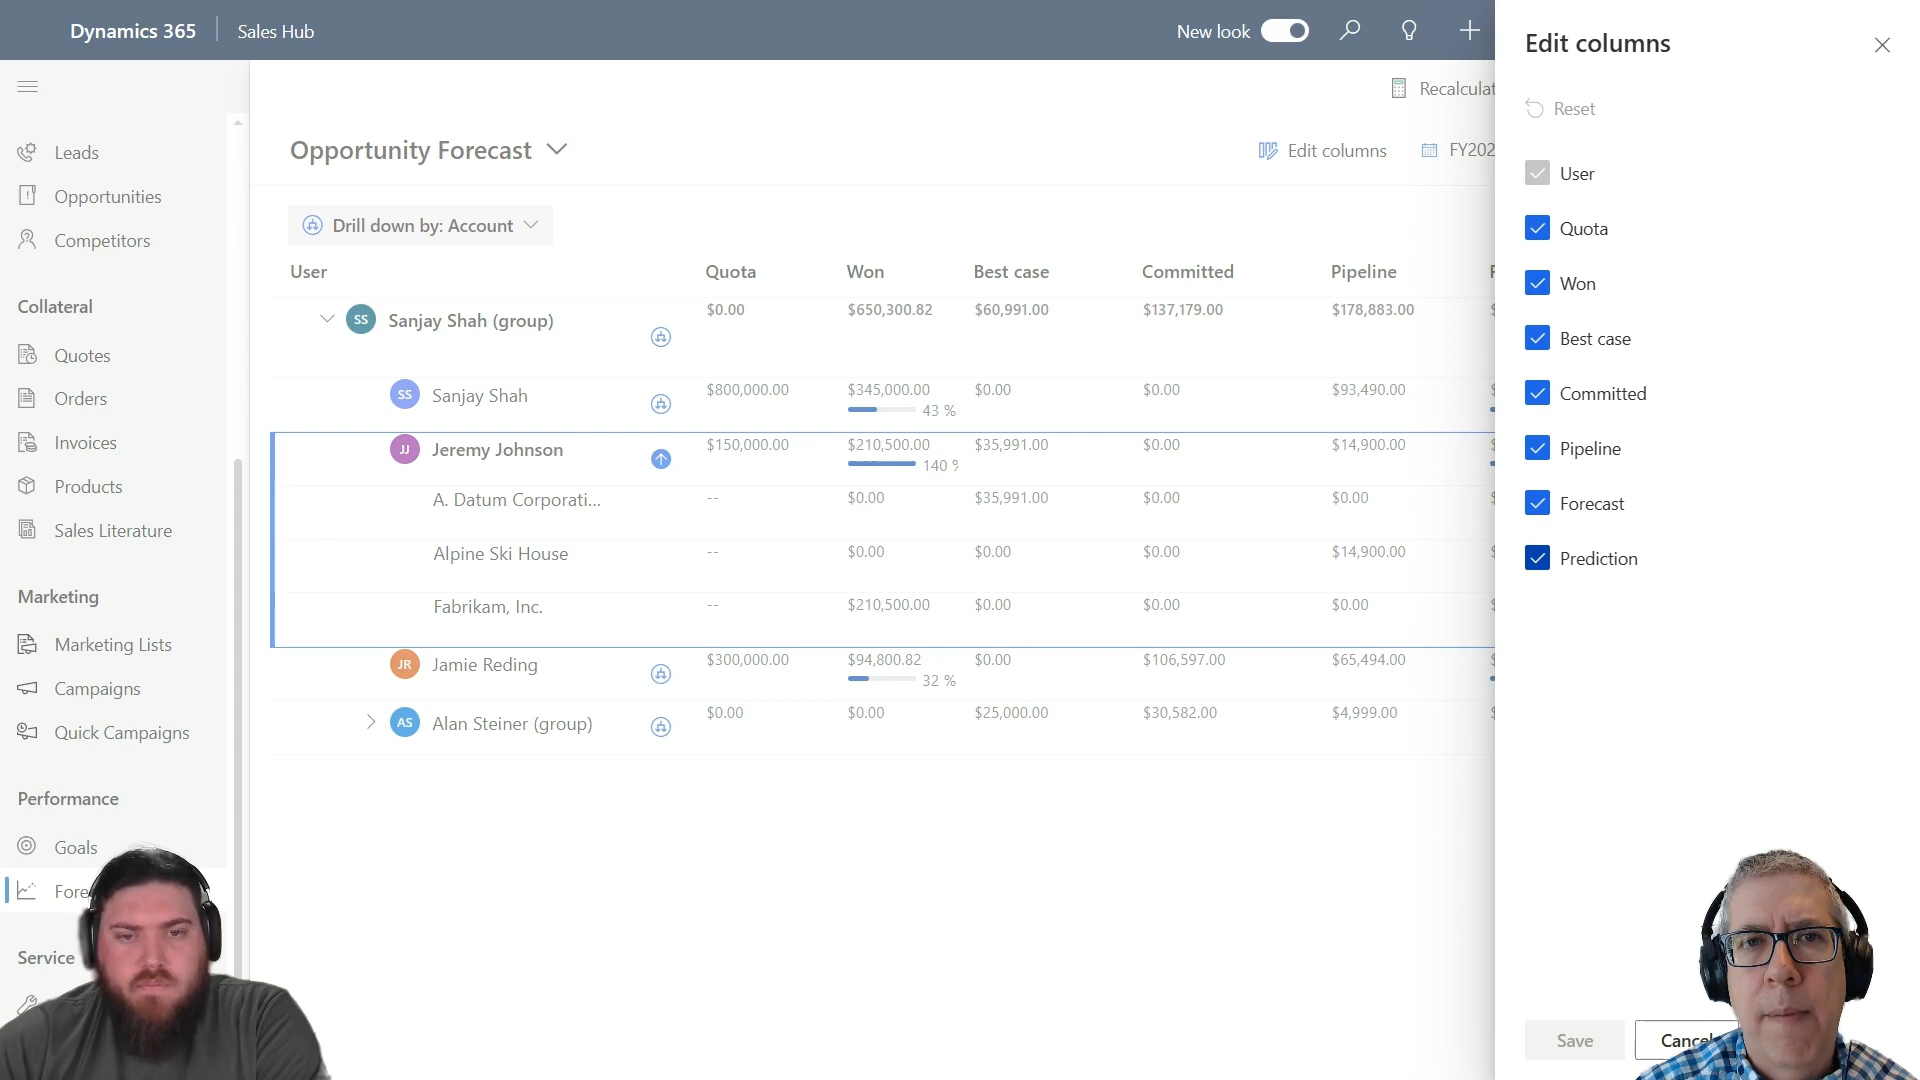 Dynamics 365
Sales Hub
New look
Edit columns
Reset
User
Quota
Won
Best case
Committed
Pipeline
Forecast
Prediction
Save
Cancel
Leads
Opportunities
Competitors
Collateral
Quotes
Orders
Invoices
Products
Sales Literature
Marketing
Marketing Lists
Campaigns
Quick Campaigns
Performance
Goals
Fore
Service
Recalculat
Opportunity Forecast
Edit columns
FY202
Drill down by: Account
User Quota Won Best case Committed Pipeline
SS Sanjay Shah (group) $0.00 $650,300.82 $60,991.00 $137,179.00 $178,883.00
SS Sanjay Shah $800,000.00 $345,000.00 $0.00 $0.00 $93,490.00
43 %
JJ Jeremy Johnson $150,000.00 $210,500.00 $35,991.00 $0.00 $14,900.00
140 %
A. Datum Corporati... -- $0.00 $35,991.00 $0.00 $0.00
Alpine Ski House -- $0.00 $0.00 $0.00 $14,900.00
Fabrikam, Inc. -- $210,500.00 $0.00 $0.00 $0.00
JR Jamie Reding $300,000.00 $94,800.82 $0.00 $106,597.00 $65,494.00
32 %
AS Alan Steiner (group) $0.00 $0.00 $25,000.00 $30,582.00 $4,999.00